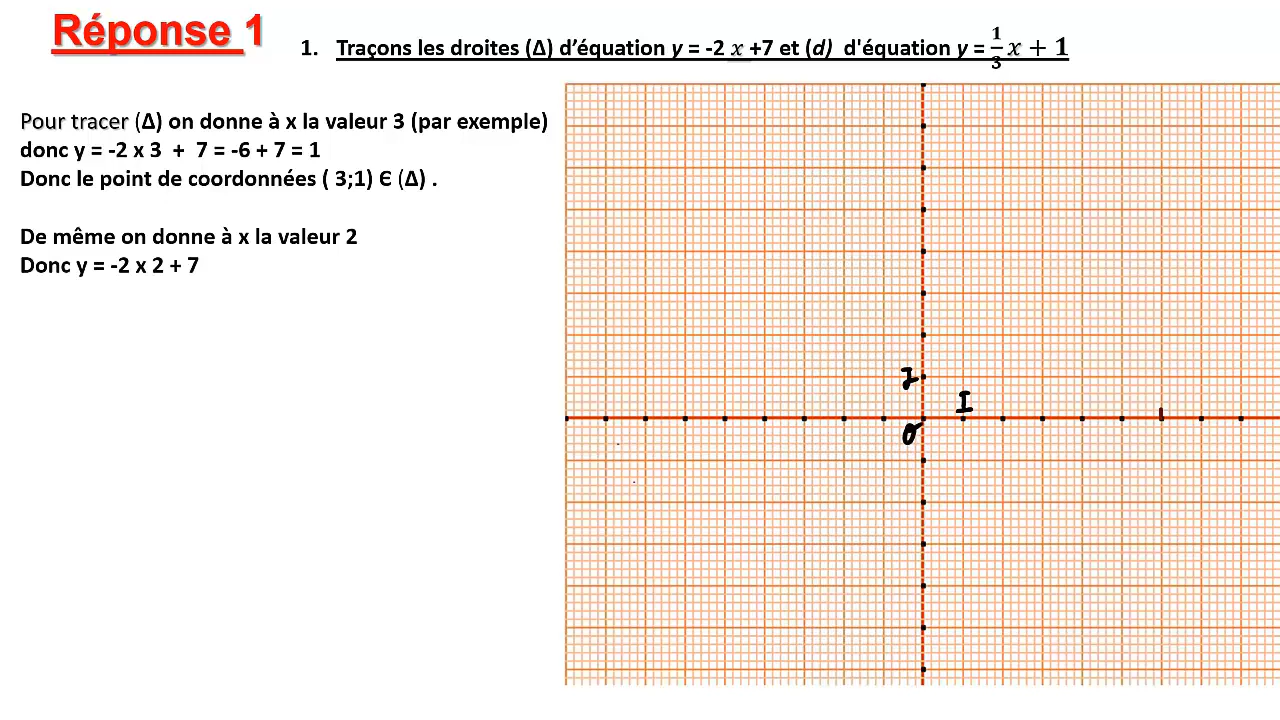 Réponse 1
1. Traçons les droites (Δ) d'équation y = -2 x +7 et (d) d'équation y = 1/3 x + 1
Pour tracer (Δ) on donne à x la valeur 3 (par exemple)
donc y = -2 x 3 + 7 = -6 + 7 = 1
Donc le point de coordonnées ( 3;1) Є (Δ) .
De même on donne à x la valeur 2
Donc y = -2 x 2 + 7
J
I
O